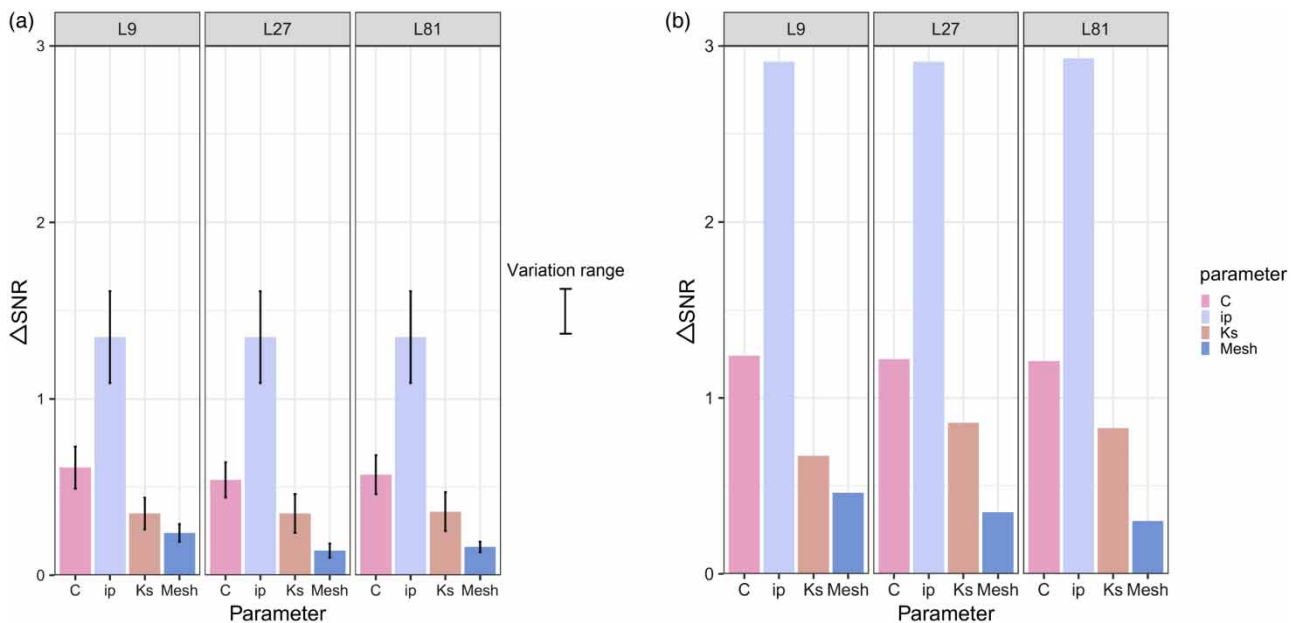 (a)
L9 L27 L81
3
2
1
0
△SNR
C ip Ks Mesh C ip Ks Mesh C ip Ks Mesh
Parameter
Variation range
(b)
L9 L27 L81
3
2
1
0
△SNR
C ip Ks Mesh C ip Ks Mesh C ip Ks Mesh
Parameter
parameter
C
ip
Ks
Mesh